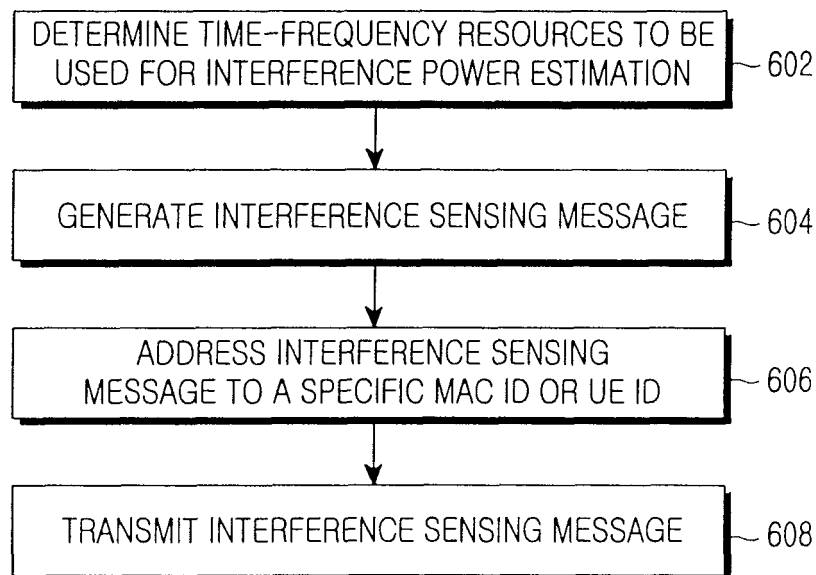 DETERMINE TIME-FREQUENCY RESOURCES TO BE
USED FOR INTERFERENCE POWER ESTIMATION
602
GENERATE INTERFERENCE SENSING MESSAGE
604
ADDRESS INTERFERENCE SENSING
MESSAGE TO A SPECIFIC MAC ID OR UE ID
606
TRANSMIT INTERFERENCE SENSING MESSAGE
608